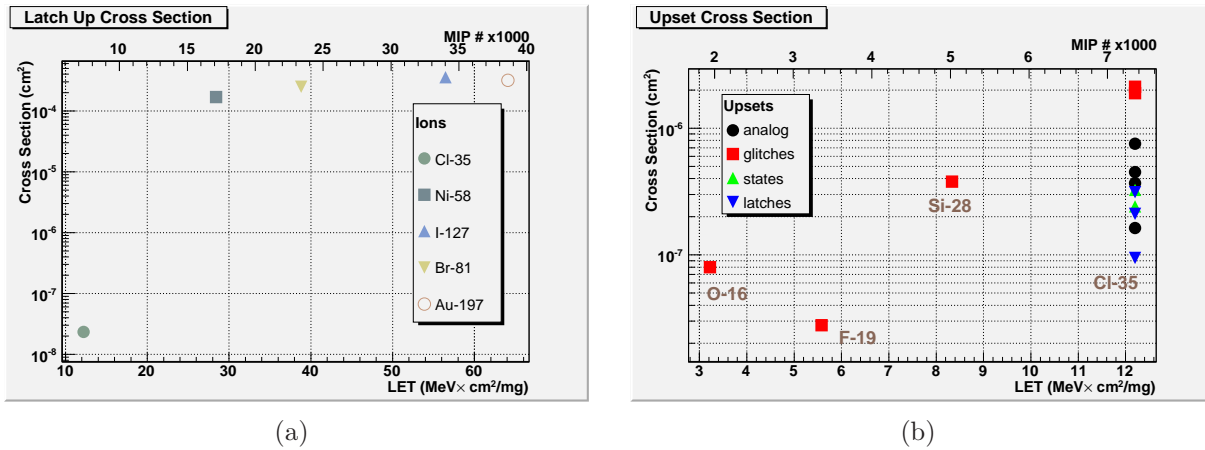 Latch Up Cross Section
MIP # x1000
10 15 20 25 30 35 40
Cross Section (cm²)
10⁻⁴
10⁻⁵
10⁻⁶
10⁻⁷
10⁻⁸
Ions
Cl-35
Ni-58
I-127
Br-81
Au-197
10 20 30 40 50 60
LET (MeV× cm²/mg)
(a)
Upset Cross Section
MIP # x1000
2 3 4 5 6 7
Cross Section (cm²)
10⁻⁶
10⁻⁷
Upsets
analog
glitches
states
latches
Si-28
O-16
F-19
Cl-35
3 4 5 6 7 8 9 10 11 12
LET (MeV× cm²/mg)
(b)